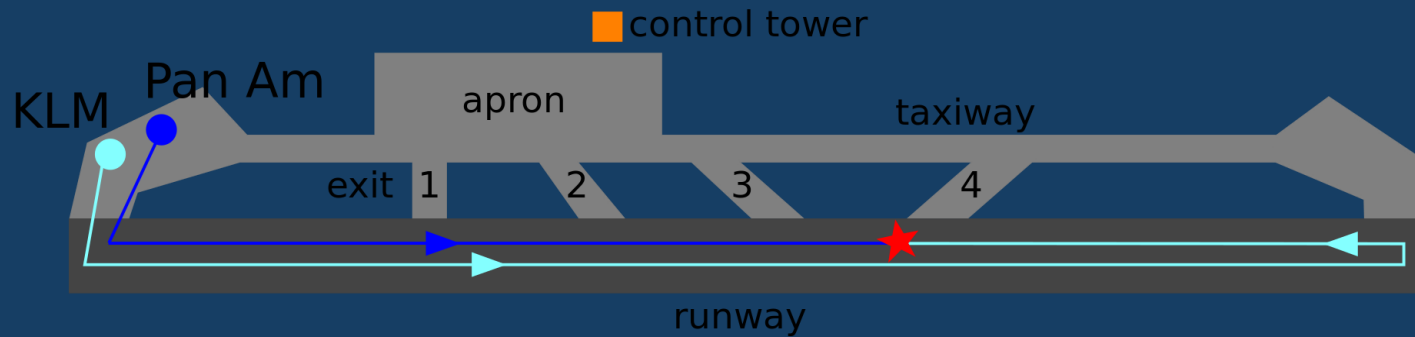 control tower
Pan Am
KLM
apron
taxiway
exit 1 2 3 4
runway